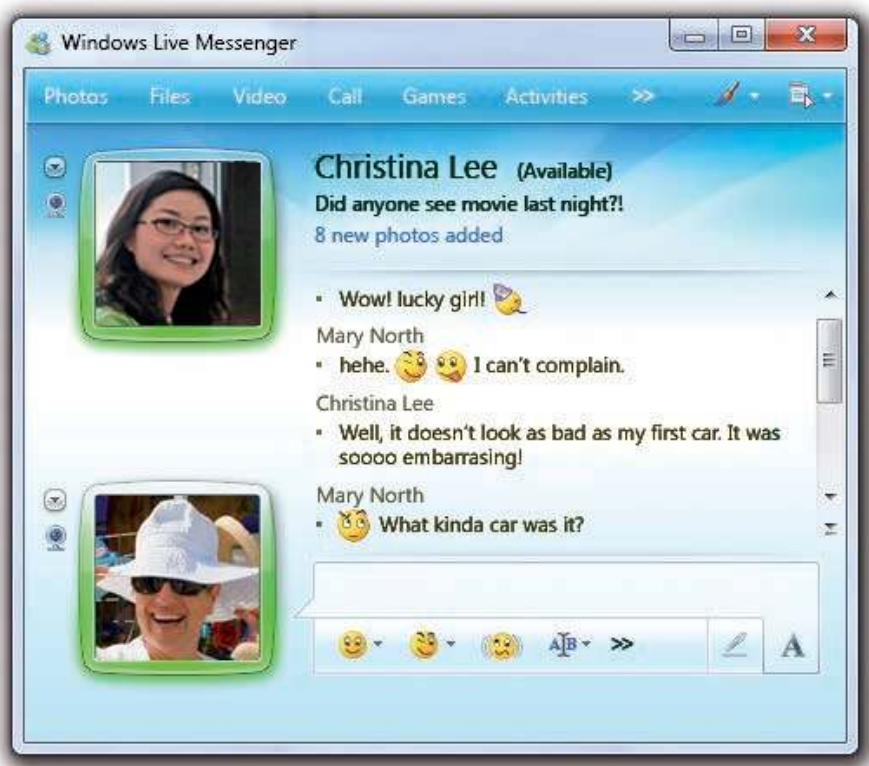 Windows Live Messenger
Photos Files Video Call Games Activities >>
Christina Lee (Available)
Did anyone see movie last night?!
8 new photos added
Wow! lucky girl!
Mary North
hehe. I can't complain.
Christina Lee
Well, it doesn't look as bad as my first car. It was
soooo embarrasing!
Mary North
What kinda car was it?
AB >> A